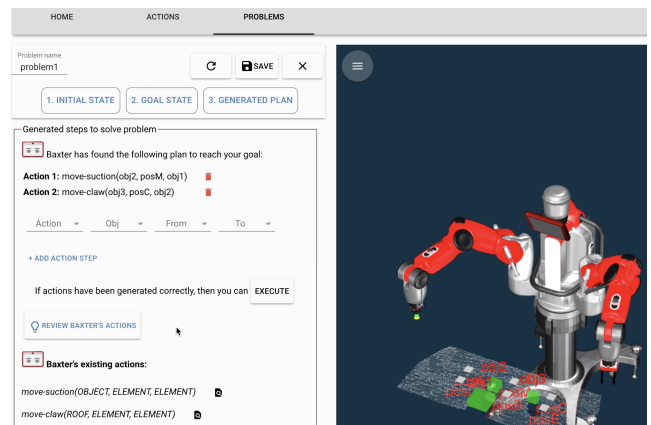 HOME ACTIONS PROBLEMS
Problem name
problem1
SAVE
1. INITIAL STATE 2. GOAL STATE 3. GENERATED PLAN
Generated steps to solve problem
Baxter has found the following plan to reach your goal:
Action 1: move-suction(obj2, posM, obj1)
Action 2: move-claw(obj3, posC, obj2)
Action Obj From To
+ ADD ACTION STEP
If actions have been generated correctly, then you can EXECUTE
REVIEW BAXTER'S ACTIONS
Baxter's existing actions:
move-suction(OBJECT, ELEMENT, ELEMENT)
move-claw(ROOF, ELEMENT, ELEMENT)
obj2
obj3